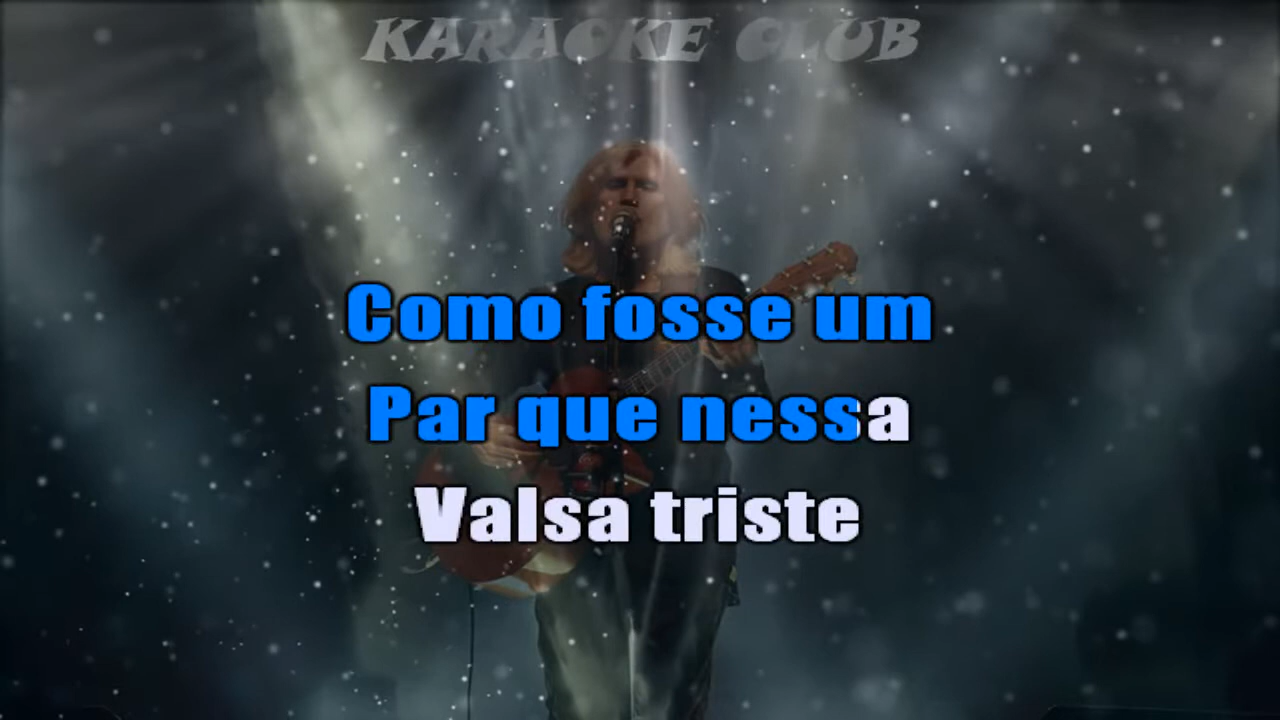 KARAOKE CLUB
Como fosse um
Par que nessa
Valsa triste